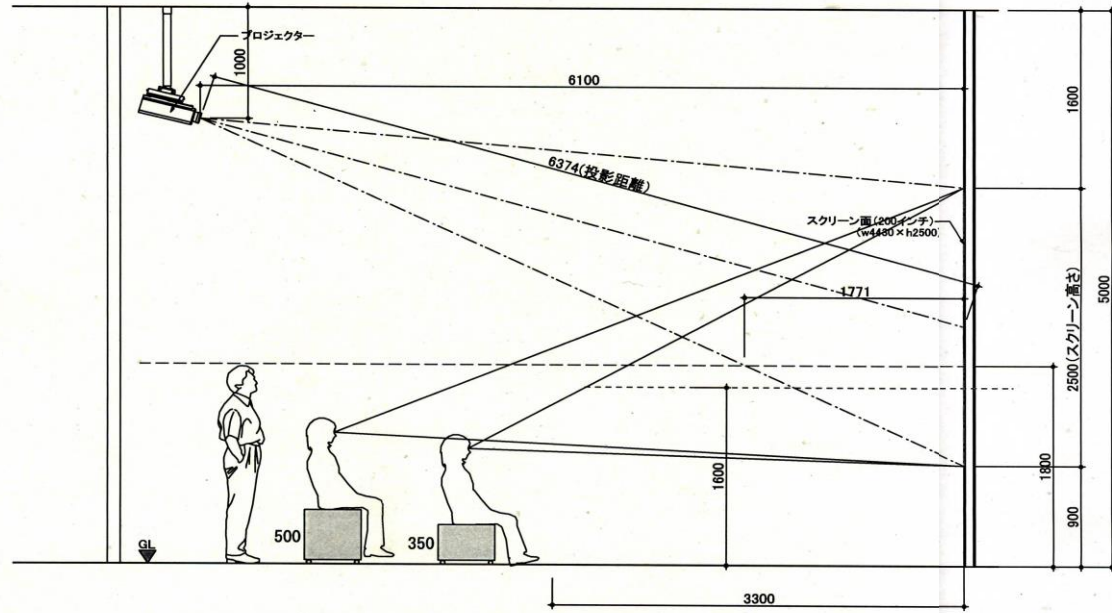 プロジェクター
1000
6100
1600
6374(投影距離)
スクリーン面(200インチ)
(w4430×h2500)
1771
2500(スクリーン高さ)
5000
1800
1600
900
500
350
GL
3300